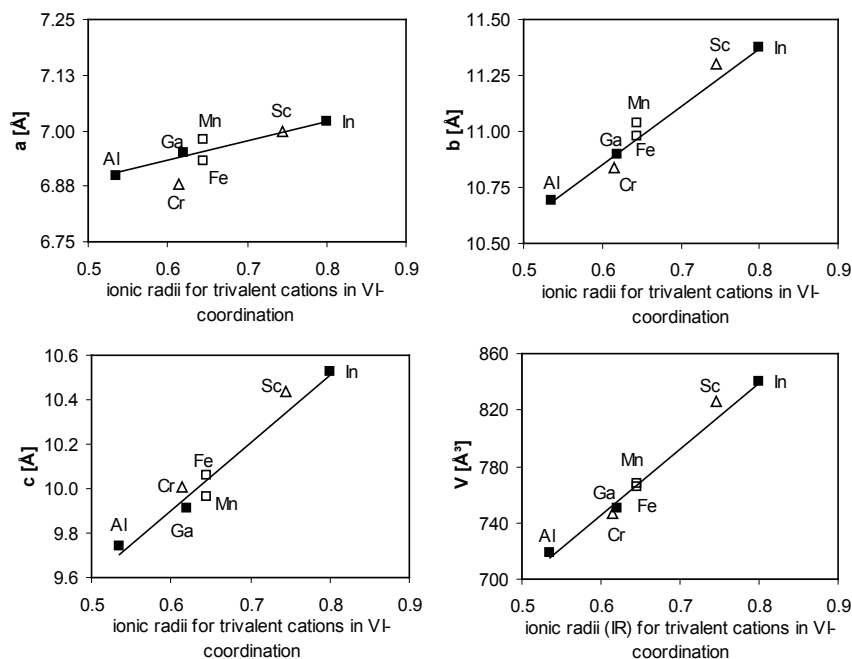 a [Å]
7.25
7.13
7.00
6.88
6.75
Al
Ga
Mn
Fe
Cr
Sc
In
0.5 0.6 0.7 0.8 0.9
ionic radii for trivalent cations in VI-
coordination
b [Å]
11.50
11.25
11.00
10.75
10.50
Al
Ga
Mn
Fe
Cr
Sc
In
0.5 0.6 0.7 0.8 0.9
ionic radii for trivalent cations in VI-
coordination
c [Å]
10.6
10.4
10.2
10.0
9.8
9.6
Al
Cr
Fe
Mn
Ga
Sc
In
0.5 0.6 0.7 0.8 0.9
ionic radii for trivalent cations in VI-
coordination
V [Å³]
860
820
780
740
700
Al
Ga
Mn
Fe
Cr
Sc
In
0.5 0.6 0.7 0.8 0.9
ionic radii (IR) for trivalent cations in VI-
coordination